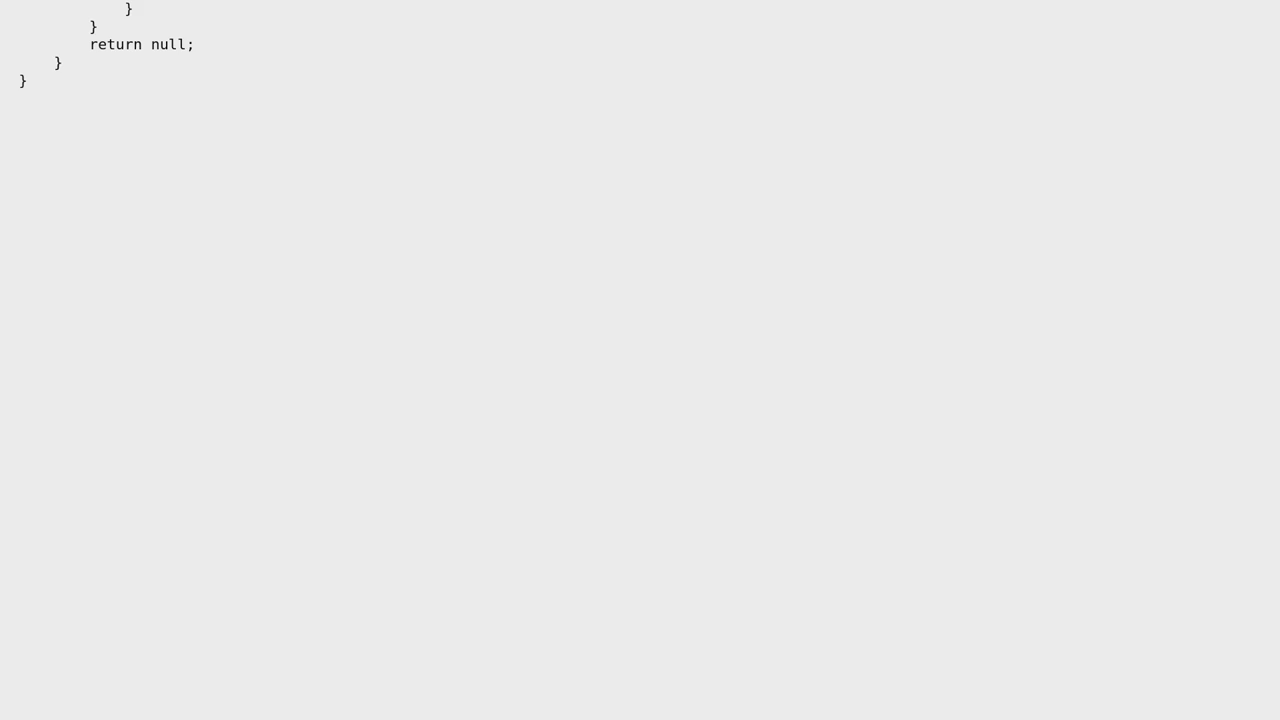 }
        }
        return null;
    }
}